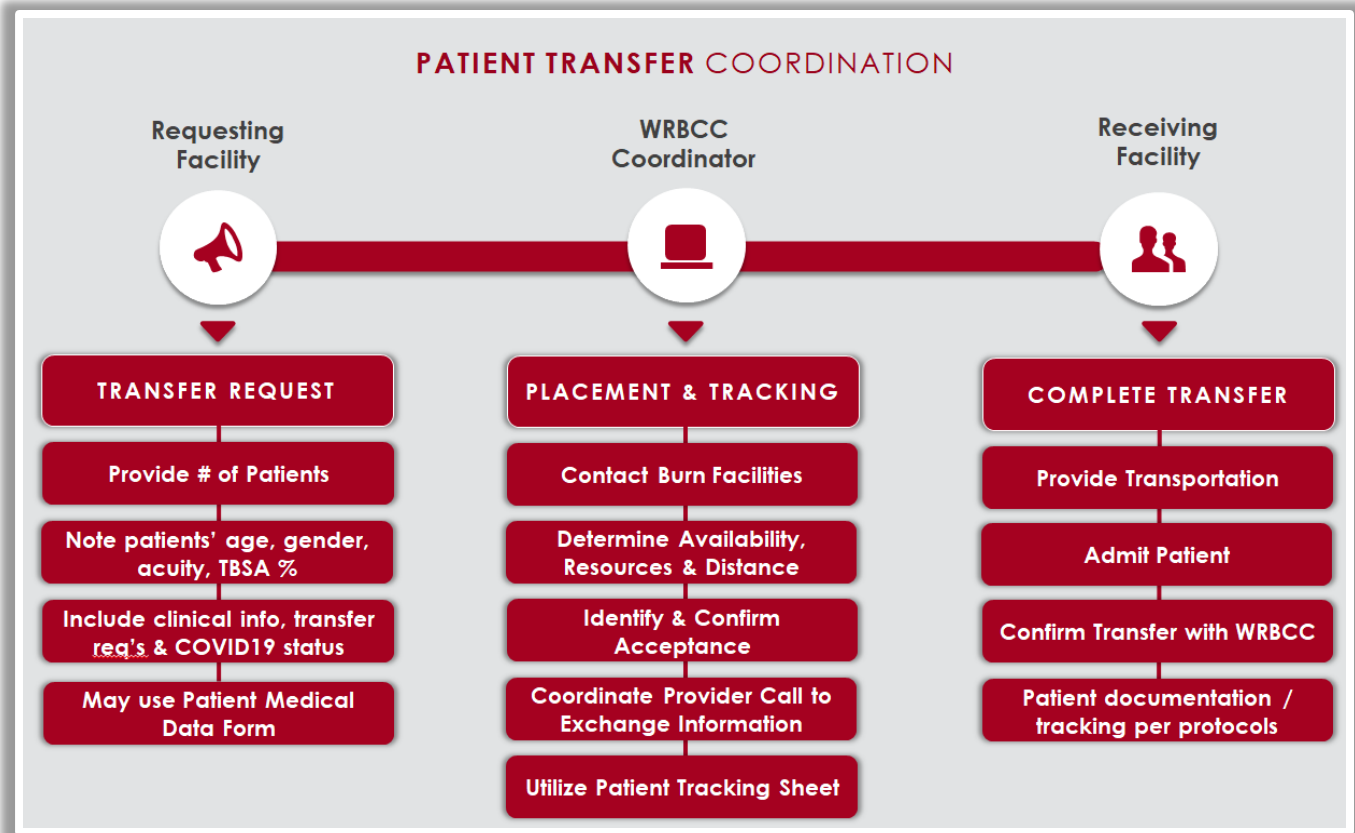 PATIENT TRANSFER COORDINATION
Requesting
Facility
WRBCC
Coordinator
Receiving
Facility
TRANSFER REQUEST
Provide # of Patients
Note patients’ age, gender,
acuity, TBSA %
Include clinical info, transfer
req’s & COVID19 status
May use Patient Medical
Data Form
PLACEMENT & TRACKING
Contact Burn Facilities
Determine Availability,
Resources & Distance
Identify & Confirm
Acceptance
Coordinate Provider Call to
Exchange Information
Utilize Patient Tracking Sheet
COMPLETE TRANSFER
Provide Transportation
Admit Patient
Confirm Transfer with WRBCC
Patient documentation /
tracking per protocols